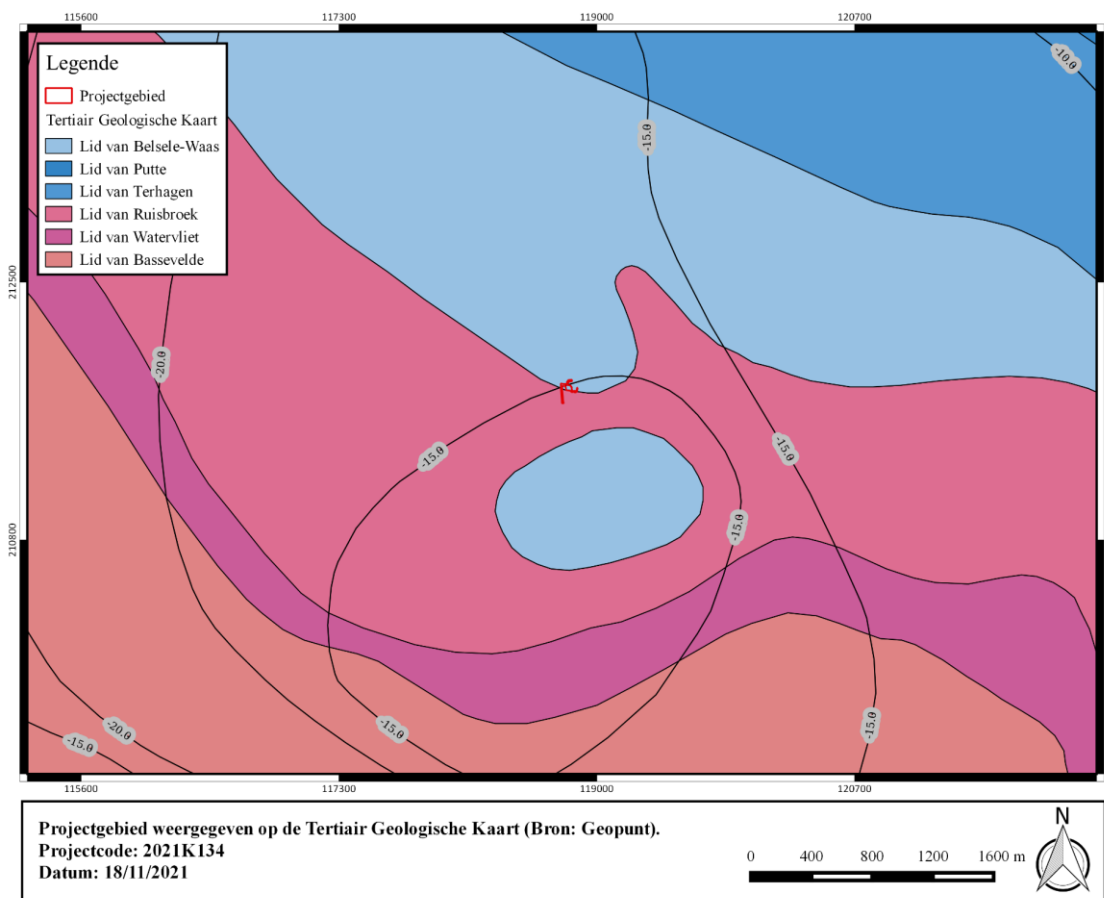 115600 117300 119000 120700
Legende
Projectgebied
Tertiair Geologische Kaart
Lid van Belsele-Waas
Lid van Putte
Lid van Terhagen
Lid van Ruisbroek
Lid van Watervliet
Lid van Bassevelde
-10.0
-15.0
212500
-20.0
-15.0
-15.0
-15.0
210800
-20.0
-15.0
-15.0
-15.0
115600 117300 119000 120700
Projectgebied weergegeven op de Tertiair Geologische Kaart (Bron: Geopunt).
Projectcode: 2021K134
Datum: 18/11/2021
0 400 800 1200 1600 m
N